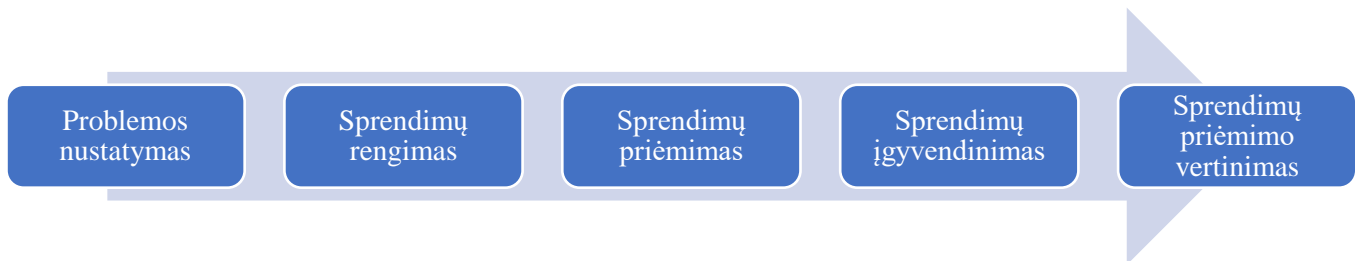 Problemos
nustatymas
Sprendimų
rengimas
Sprendimų
priėmimas
Sprendimų
įgyvendinimas
Sprendimų
priėmimo
vertinimas